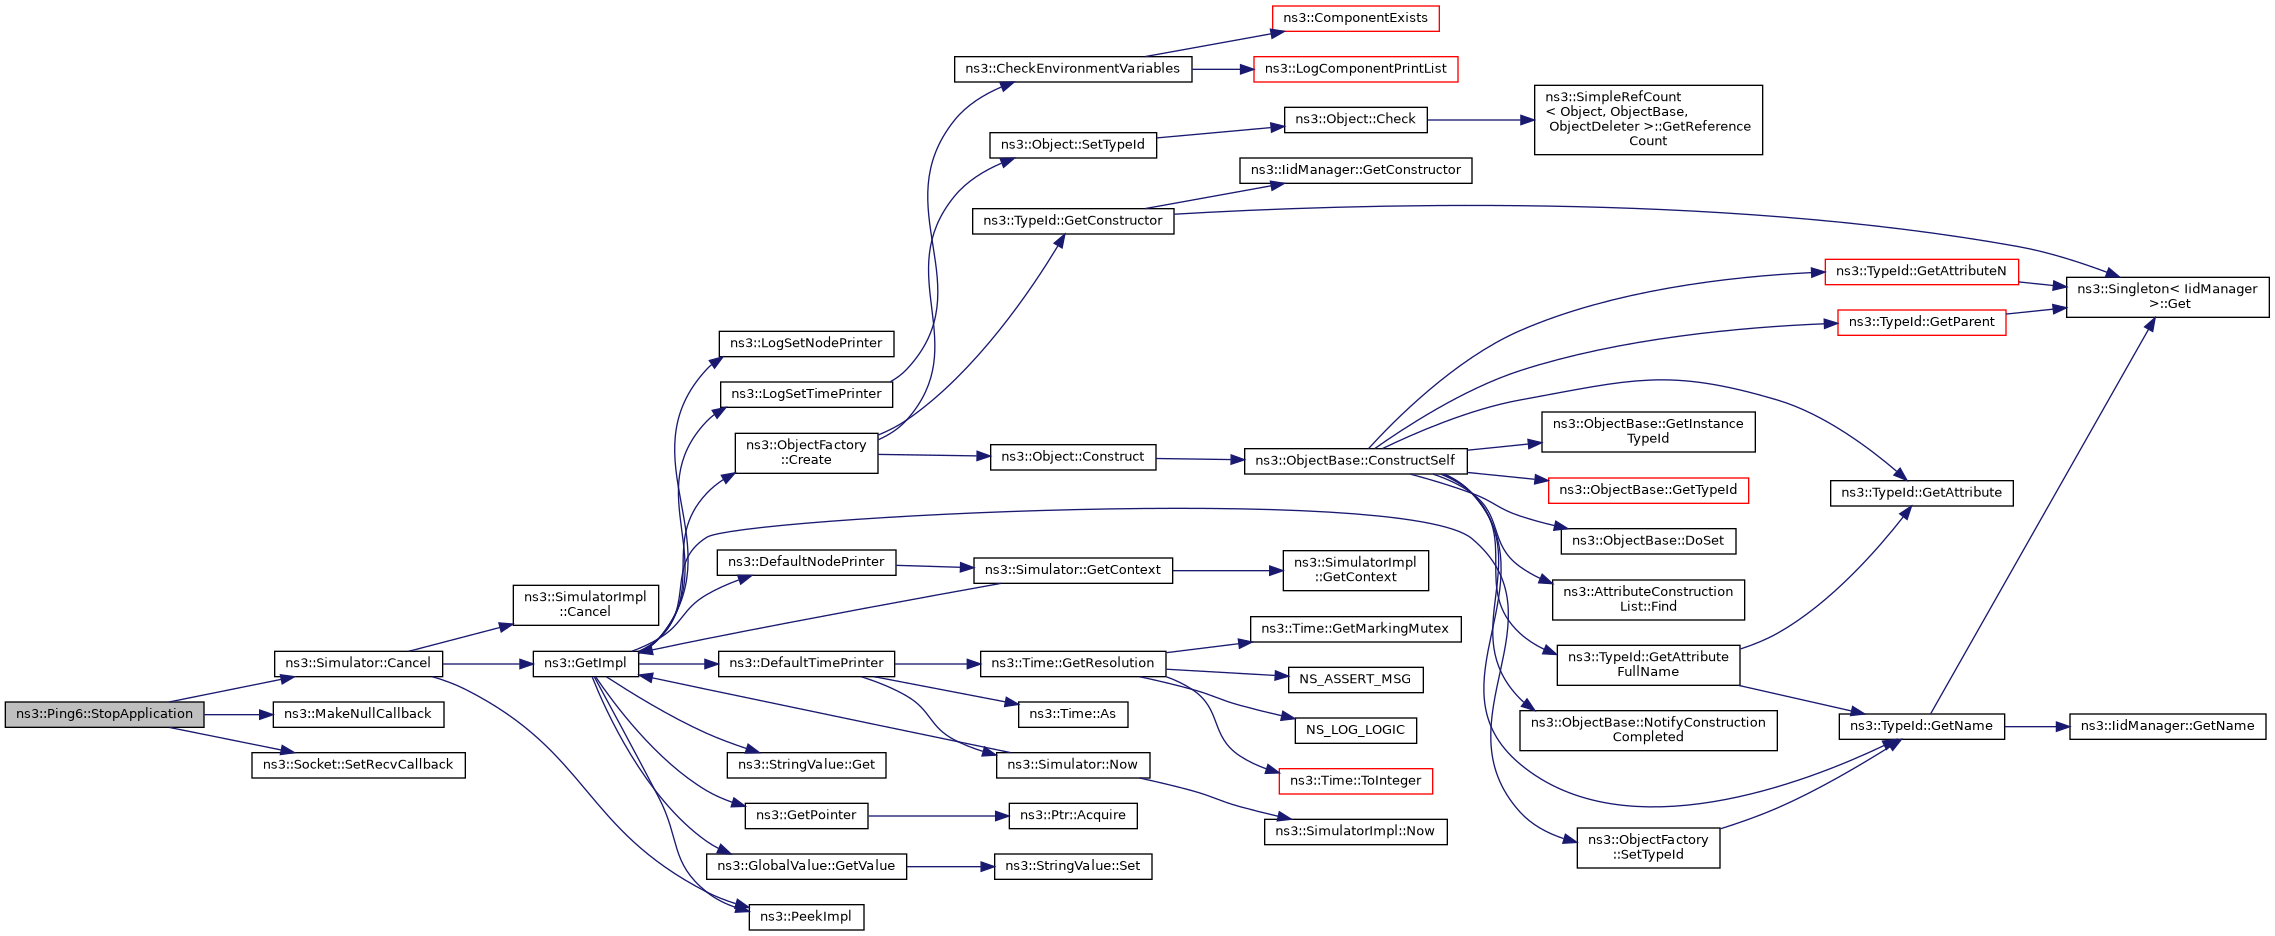 ns3::ComponentExists
ns3::CheckEnvironmentVariables
ns3::LogComponentPrintList
ns3::SimpleRefCount
< Object, ObjectBase,
ObjectDeleter >::GetReference
Count
ns3::Object::Check
ns3::Object::SetTypeId
ns3::IidManager::GetConstructor
ns3::TypeId::GetConstructor
ns3::TypeId::GetAttributeN
ns3::Singleton< IidManager
>::Get
ns3::TypeId::GetParent
ns3::LogSetNodePrinter
ns3::LogSetTimePrinter
ns3::ObjectFactory
::Create
ns3::Object::Construct
ns3::ObjectBase::ConstructSelf
ns3::ObjectBase::GetInstance
TypeId
ns3::ObjectBase::GetTypeId
ns3::TypeId::GetAttribute
ns3::ObjectBase::DoSet
ns3::DefaultNodePrinter
ns3::Simulator::GetContext
ns3::SimulatorImpl
::GetContext
ns3::AttributeConstruction
List::Find
ns3::SimulatorImpl
::Cancel
ns3::Time::GetMarkingMutex
ns3::Simulator::Cancel
ns3::GetImpl
ns3::DefaultTimePrinter
ns3::Time::GetResolution
ns3::TypeId::GetAttribute
FullName
NS_ASSERT_MSG
ns3::Ping6::StopApplication
ns3::MakeNullCallback
ns3::Time::As
NS_LOG_LOGIC
ns3::ObjectBase::NotifyConstruction
Completed
ns3::TypeId::GetName
ns3::IidManager::GetName
ns3::Socket::SetRecvCallback
ns3::StringValue::Get
ns3::Simulator::Now
ns3::Time::ToInteger
ns3::GetPointer
ns3::Ptr::Acquire
ns3::SimulatorImpl::Now
ns3::ObjectFactory
::SetTypeId
ns3::GlobalValue::GetValue
ns3::StringValue::Set
ns3::PeekImpl